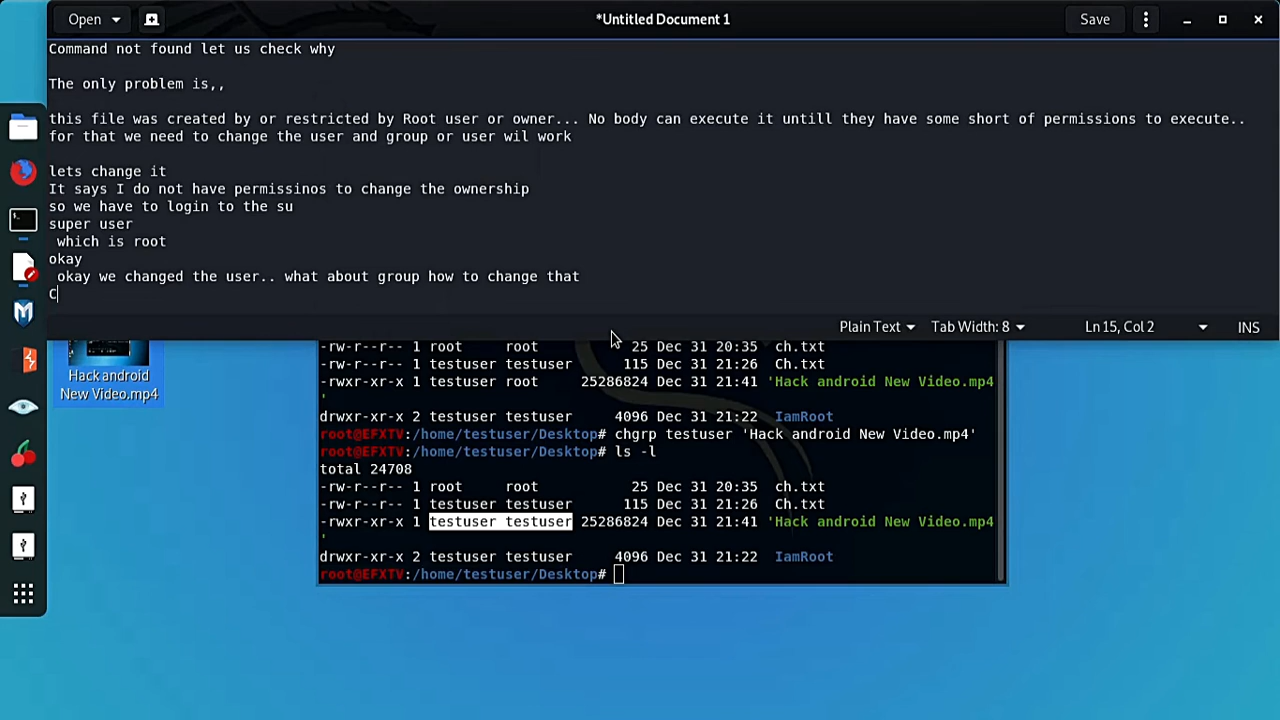 Open
*Untitled Document 1
Save
Command not found let us check why
The only problem is,,
this file was created by or restricted by Root user or owner... No body can execute it untill they have some short of permissions to execute..
for that we need to change the user and group or user wil work
lets change it
It says I do not have permissinos to change the ownership
so we have to login to the su
super user
which is root
okay
okay we changed the user.. what about group how to change that
C
Plain Text
Tab Width: 8
Ln 15, Col 2
INS
Hack android
New Video.mp4
-rw-r--r-- 1 root root 25 Dec 31 20:35 ch.txt
-rw-r--r-- 1 testuser testuser 115 Dec 31 21:26 Ch.txt
-rwxr-xr-x 1 testuser root 25286824 Dec 31 21:41 'Hack android New Video.mp4
'
drwxr-xr-x 2 testuser testuser 4096 Dec 31 21:22 IamRoot
root@EFXTV:/home/testuser/Desktop# chgrp testuser 'Hack android New Video.mp4'
root@EFXTV:/home/testuser/Desktop# ls -l
total 24708
-rw-r--r-- 1 root root 25 Dec 31 20:35 ch.txt
-rw-r--r-- 1 testuser testuser 115 Dec 31 21:26 Ch.txt
-rwxr-xr-x 1 testuser testuser 25286824 Dec 31 21:41 'Hack android New Video.mp4
'
drwxr-xr-x 2 testuser testuser 4096 Dec 31 21:22 IamRoot
root@EFXTV:/home/testuser/Desktop#